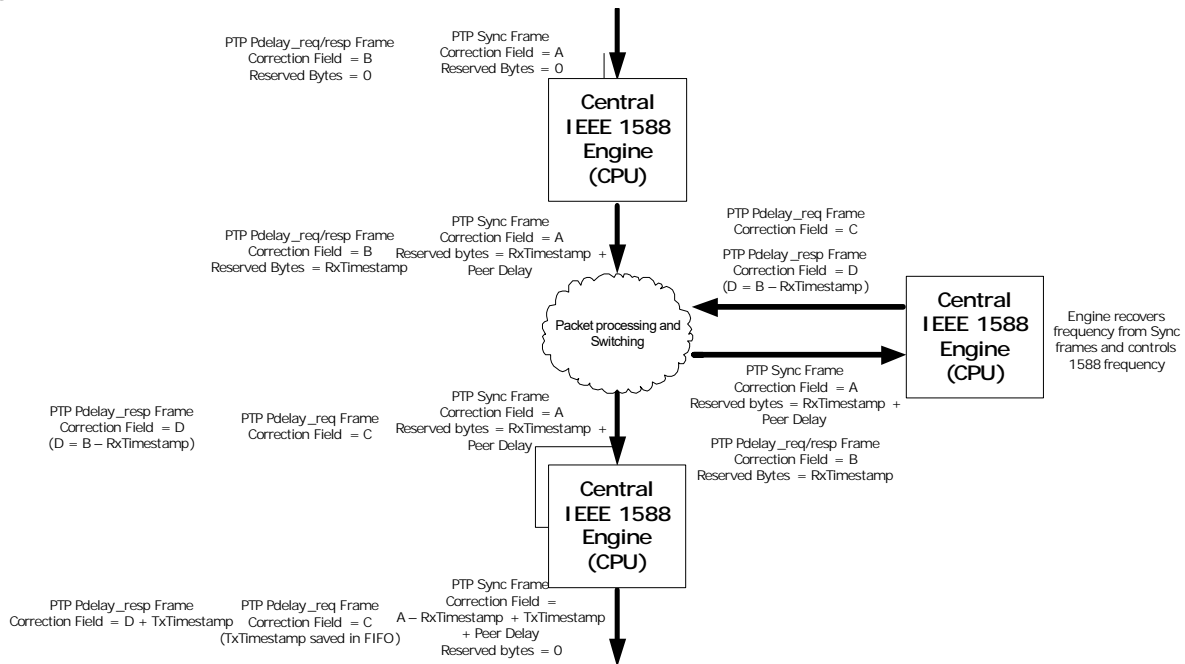 PTP Pdelay_req/resp Frame
Correction Field = B
Reserved Bytes = 0
PTP Sync Frame
Correction Field = A
Reserved Bytes = 0
Central
IEEE 1588
Engine
(CPU)
PTP Pdelay_req/resp Frame
Correction Field = B
Reserved Bytes = RxTimestamp
PTP Sync Frame
Correction Field = A
Reserved bytes = RxTimestamp +
Peer Delay
PTP Pdelay_req Frame
Correction Field = C
PTP Pdelay_resp Frame
Correction Field = D
(D = B – RxTimestamp)
Packet processing and
Switching
Central
IEEE 1588
Engine
(CPU)
Engine recovers
frequency from Sync
frames and controls
1588 frequency
PTP Sync Frame
Correction Field = A
Reserved bytes = RxTimestamp +
Peer Delay
PTP Pdelay_req/resp Frame
Correction Field = B
Reserved Bytes = RxTimestamp
PTP Pdelay_resp Frame
Correction Field = D
(D = B – RxTimestamp)
PTP Pdelay_req Frame
Correction Field = C
PTP Sync Frame
Correction Field = A
Reserved bytes = RxTimestamp +
Peer Delay
Central
IEEE 1588
Engine
(CPU)
PTP Pdelay_resp Frame
Correction Field = D + TxTimestamp
PTP Pdelay_req Frame
Correction Field = C
(TxTimestamp saved in FIFO)
PTP Sync Frame
Correction Field =
A – RxTimestamp + TxTimestamp
+ Peer Delay
Reserved bytes = 0